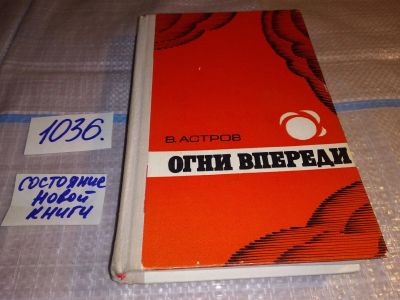 1036.
состояние
новой
книги
В. АСТРОВ
ОГНИ ВПЕРЕДИ